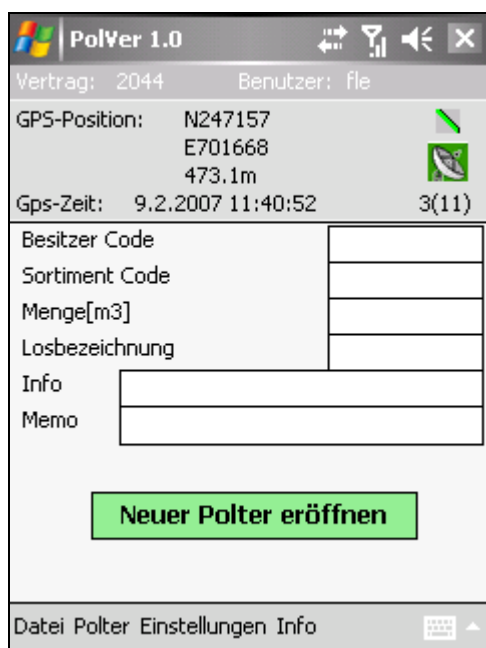 PolVer 1.0
Vertrag: 2044 Benutzer: fle
GPS-Position: N247157
E701668
473.1m
Gps-Zeit: 9.2.2007 11:40:52 3(11)
Besitzer Code
Sortiment Code
Menge[m3]
Losbezeichnung
Info
Memo
Neuer Polter eröffnen
Datei Polter Einstellungen Info